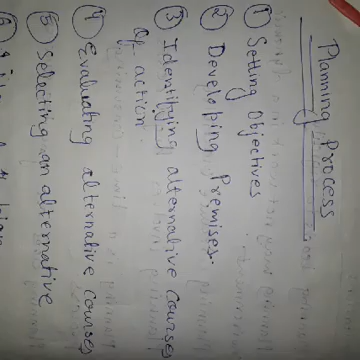 Planning Process
① Setting Objectives
② Developing Premises.
③ Identifying alternative courses
of action
④ Evaluating alternative courses
⑤ Selecting an alternative
⑥